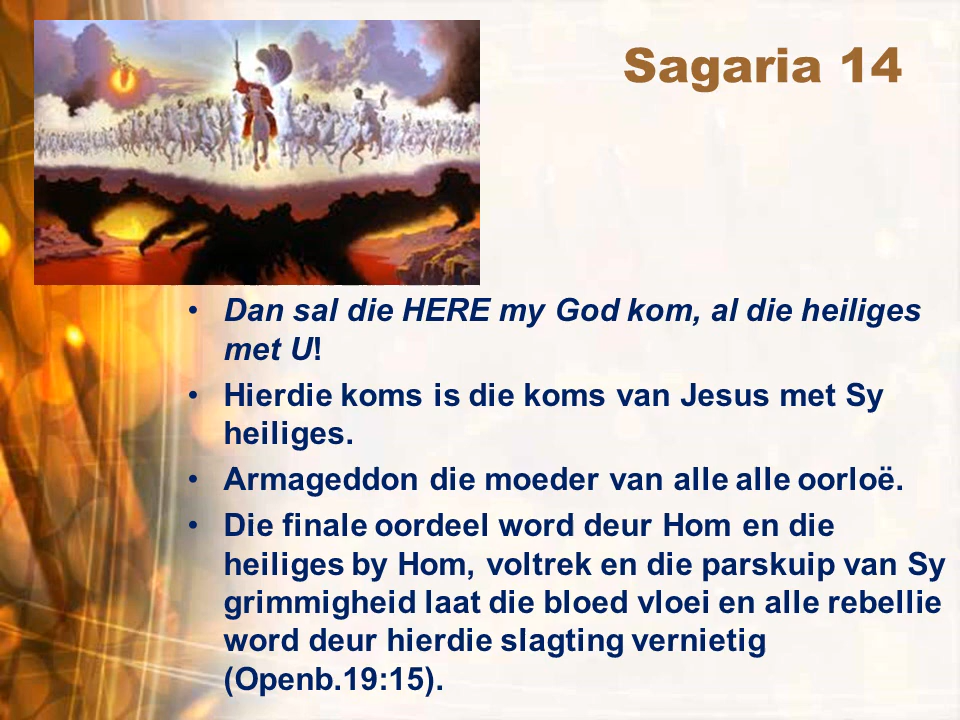 Sagaria 14
• Dan sal die HERE my God kom, al die heiliges
met U!
• Hierdie koms is die koms van Jesus met Sy
heiliges.
• Armageddon die moeder van alle alle oorloë.
• Die finale oordeel word deur Hom en die
heiliges by Hom, voltrek en die parskuip van Sy
grimmigheid laat die bloed vloei en alle rebellie
word deur hierdie slagting vernietig
(Openb.19:15).